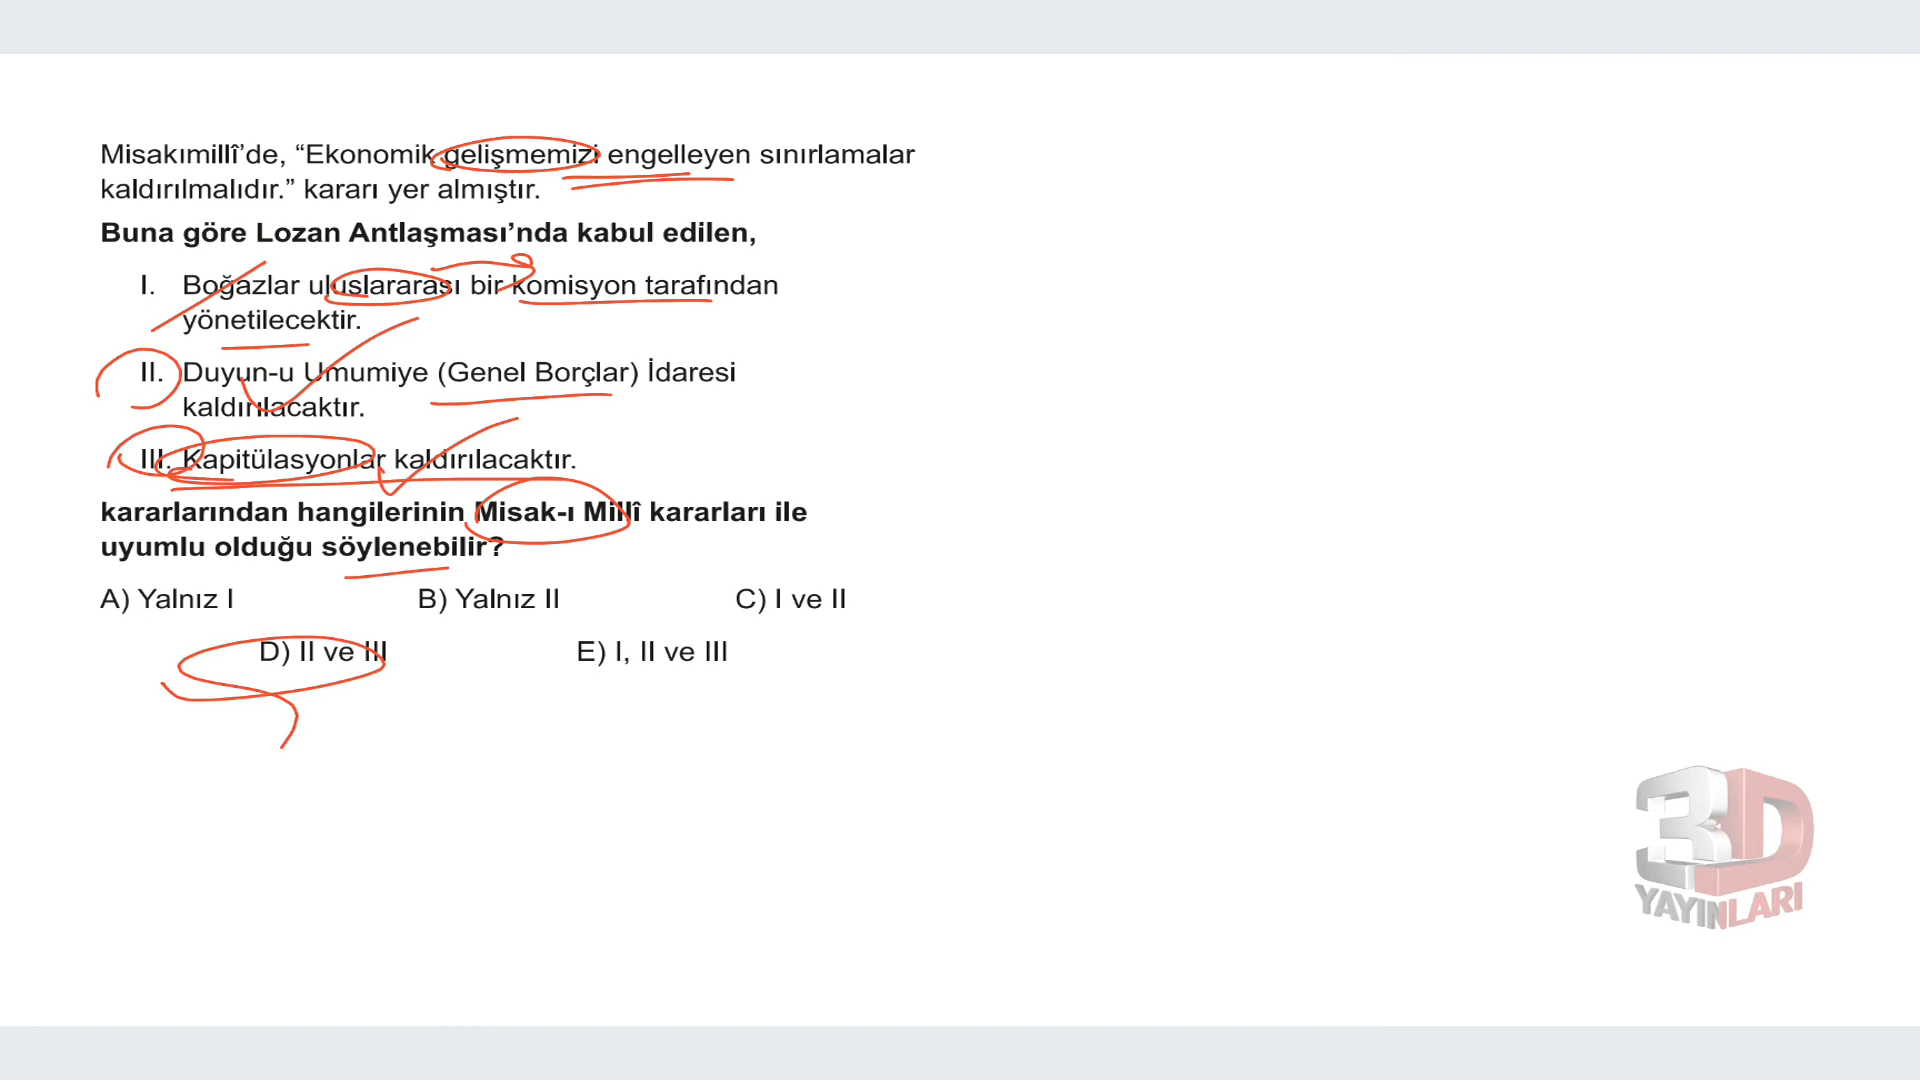 Misakımillî’de, “Ekonomik gelişmemizi engelleyen sınırlamalar
kaldırılmalıdır.” kararı yer almıştır.
Buna göre Lozan Antlaşması’nda kabul edilen,
I. Boğazlar uluslararası bir komisyon tarafından
yönetilecektir.
II. Duyun-u Umumiye (Genel Borçlar) İdaresi
kaldırılacaktır.
III. Kapitülasyonlar kaldırılacaktır.
kararlarından hangilerinin Misak-ı Millî kararları ile
uyumlu olduğu söylenebilir?
A) Yalnız I B) Yalnız II C) I ve II
D) II ve III E) I, II ve III
3D
YAYINLARI